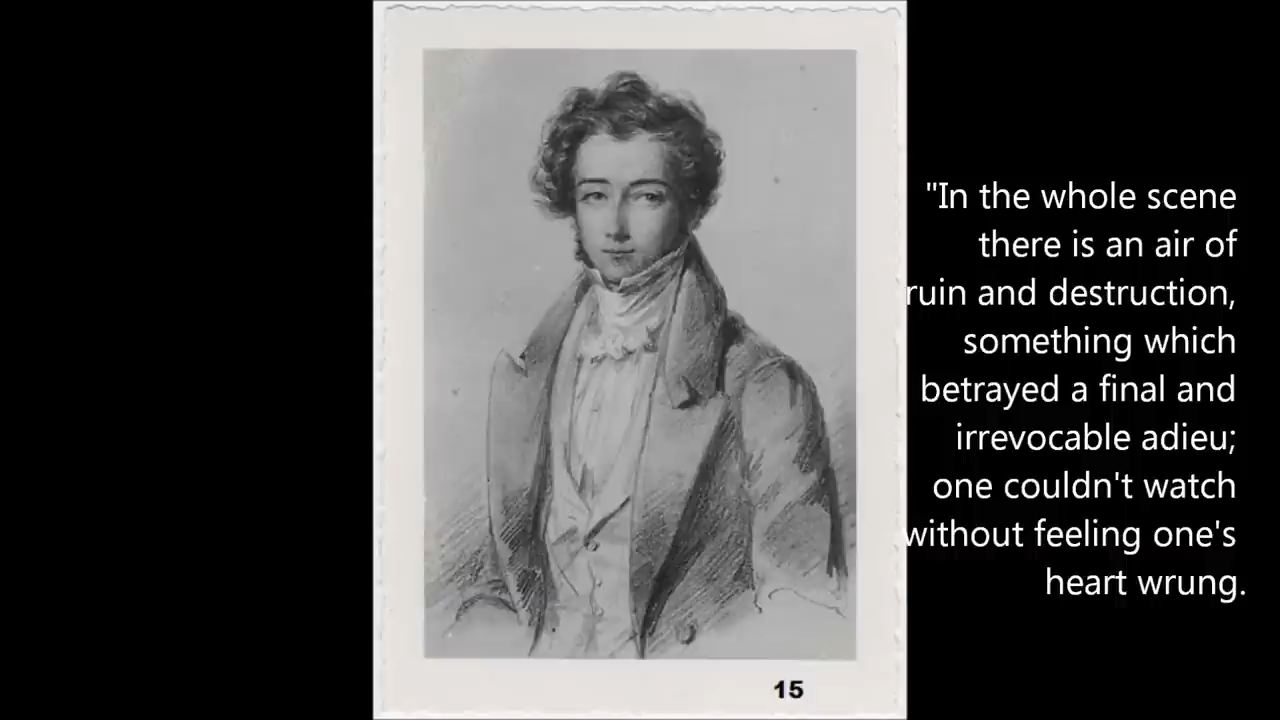 "In the whole scene
there is an air of
ruin and destruction,
something which
betrayed a final and
irrevocable adieu;
one couldn't watch
without feeling one's
heart wrung.
15